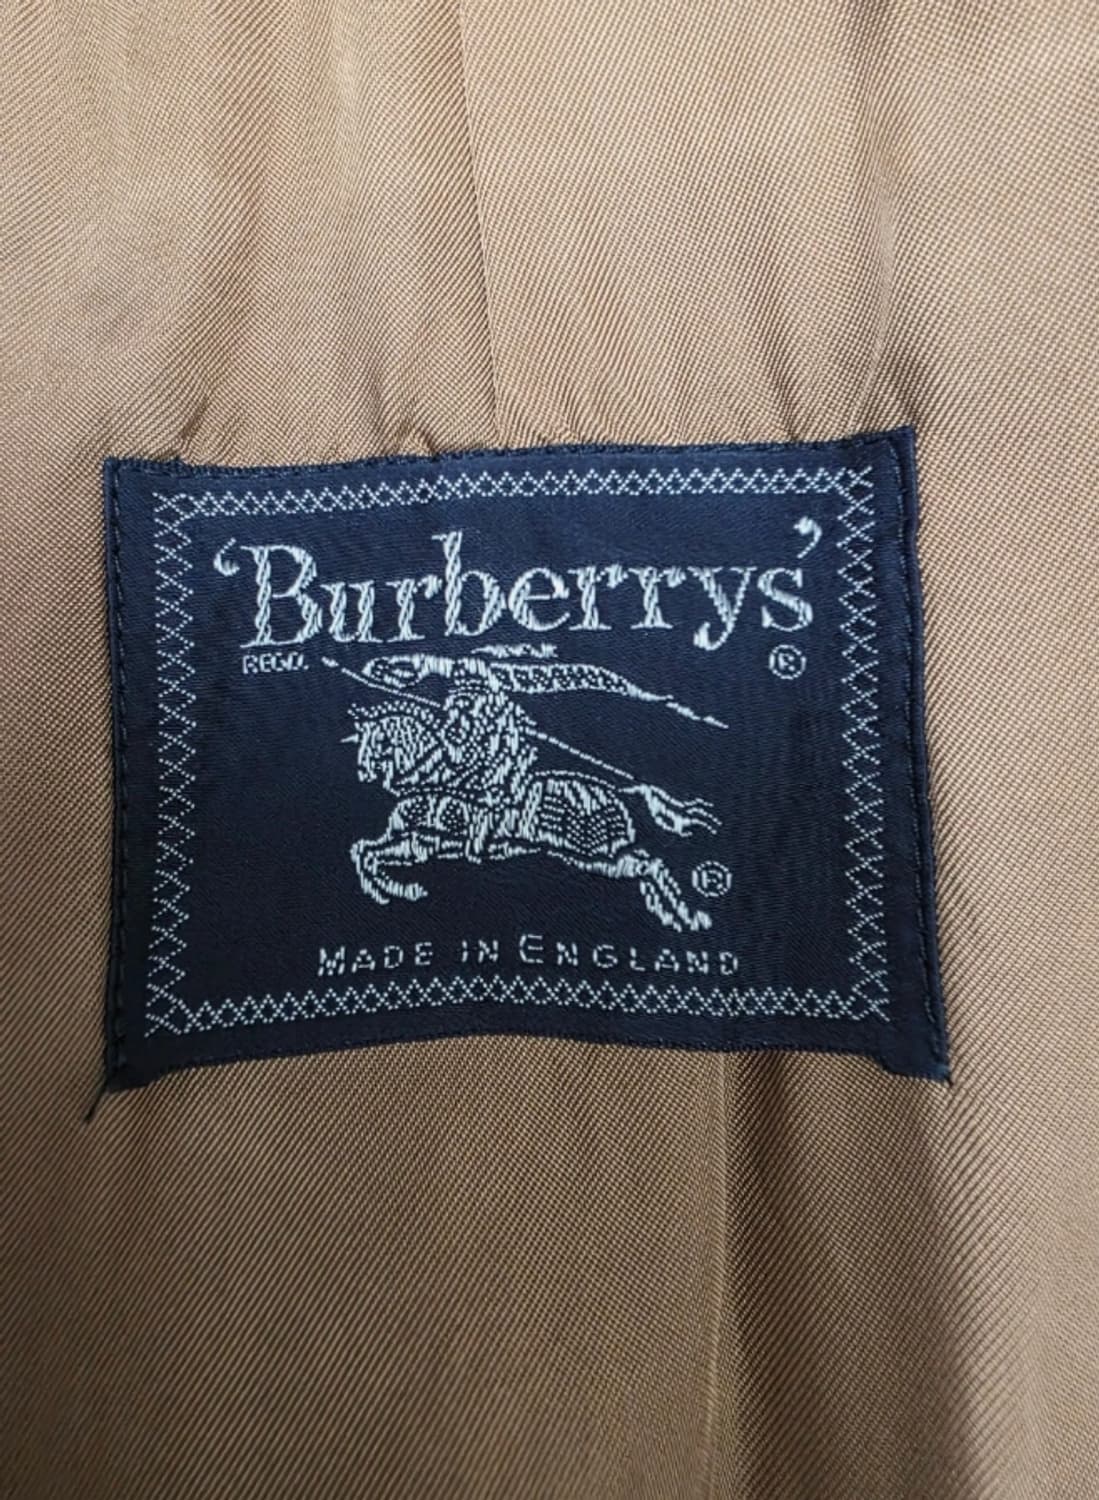 ‘Burberrys’
REGD. ®
®
MADE IN ENGLAND